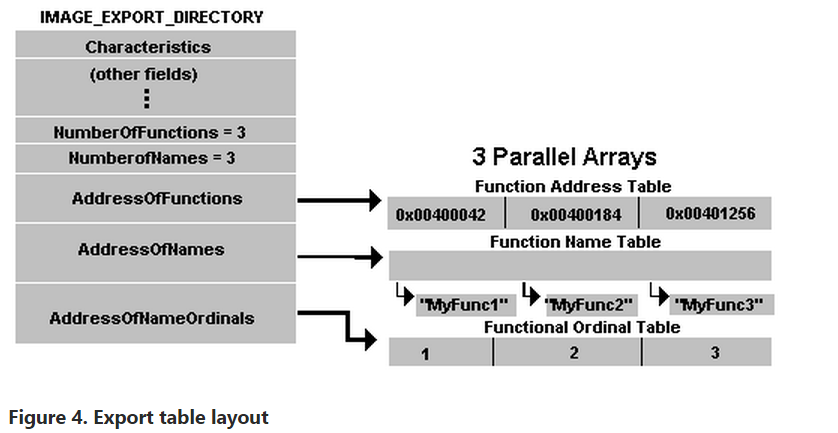 IMAGE_EXPORT_DIRECTORY
Characteristics
(other fields)
NumberOfFunctions = 3
NumberofNames = 3
AddressOfFunctions
AddressOfNames
AddressOfNameOrdinals
3 Parallel Arrays
Function Address Table
0x00400042 0x00400184 0x00401256
Function Name Table
"MyFunc1" "MyFunc2" "MyFunc3"
Functional Ordinal Table
1 2 3
Figure 4. Export table layout